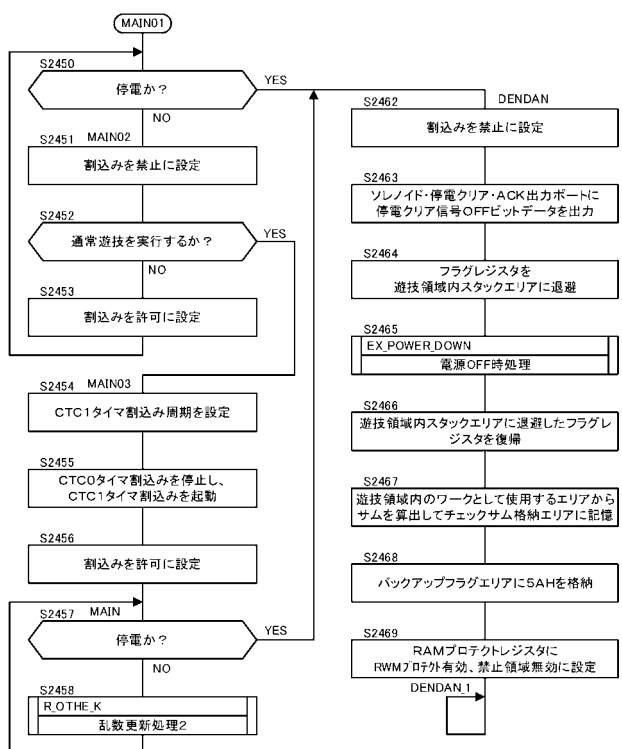 MAIN01
S2450
停電か?
YES
NO
S2451 MAIN02
割込みを禁止に設定
S2452
通常遊技を実行するか?
YES
NO
S2453
割込みを許可に設定
S2454 MAIN03
CTC1タイマ割込み周期を設定
S2455
CTC0タイマ割込みを停止し、
CTC1タイマ割込みを起動
S2456
割込みを許可に設定
S2457 MAIN
停電か?
YES
NO
S2458
R_OTHE_K
乱数更新処理2
S2462 DENDAN
割込みを禁止に設定
S2463
ソレノイド・停電クリア・ACK出力ポートに
停電クリア信号OFFビットデータを出力
S2464
フラグレジスタを
遊技領域内スタックエリアに退避
S2465
EX_POWER_DOWN
電源OFF時処理
S2466
遊技領域内スタックエリアに退避したフラグレ
ジスタを復帰
S2467
遊技領域内のワークとして使用するエリアから
サムを算出してチェックサム格納エリアに記憶
S2468
バックアップフラグエリアに5AHを格納
S2469
RAMプロテクトレジスタに
RWMプロテクト有効、禁止領域無効に設定
DENDAN_1